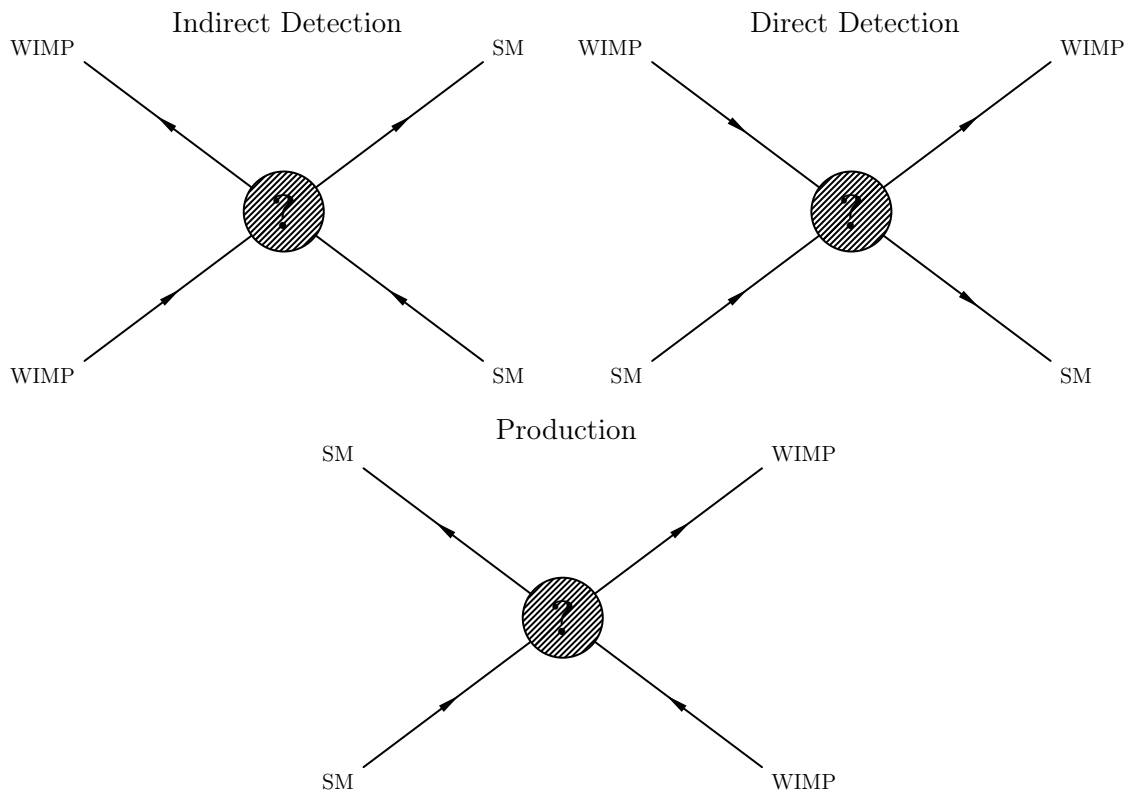 Indirect Detection
WIMP
SM
?
WIMP
SM
Direct Detection
WIMP
WIMP
?
SM
SM
Production
SM
WIMP
?
SM
WIMP